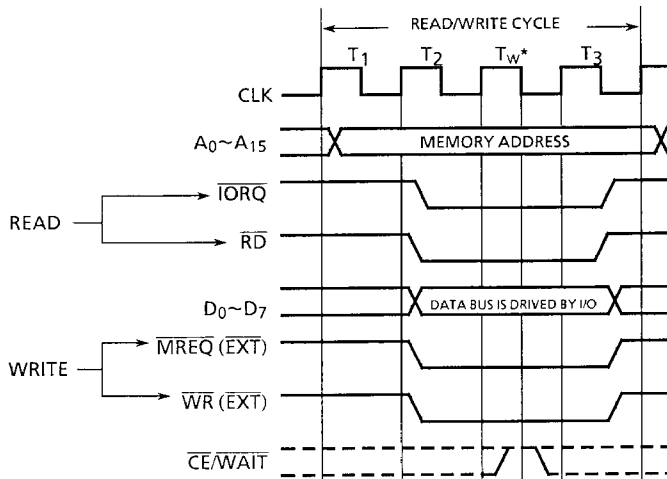 READ/WRITE CYCLE
T1 T2 TW* T3
CLK
A0~A15 MEMORY ADDRESS
IORQ
READ
RD
D0~D7 DATA BUS IS DRIVED BY I/O
MREQ (EXT)
WRITE
WR (EXT)
CE/WAIT